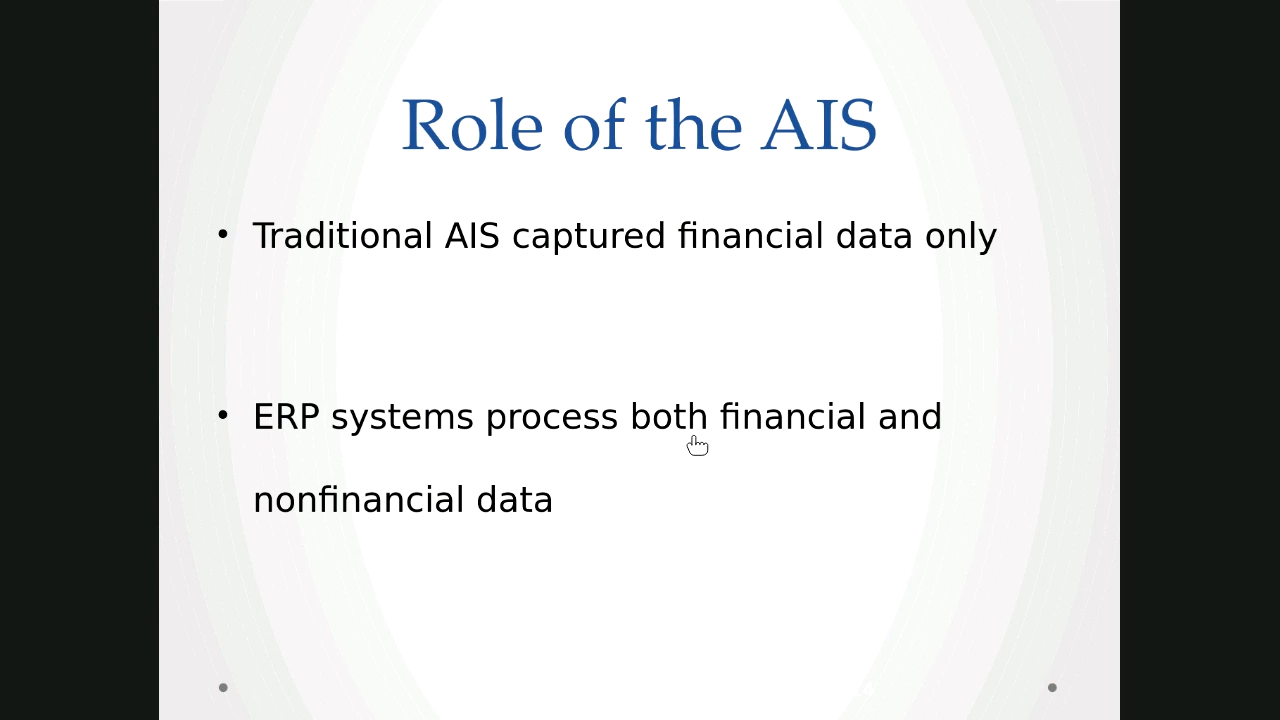 Role of the AIS
• Traditional AIS captured financial data only
• ERP systems process both financial and
nonfinancial data